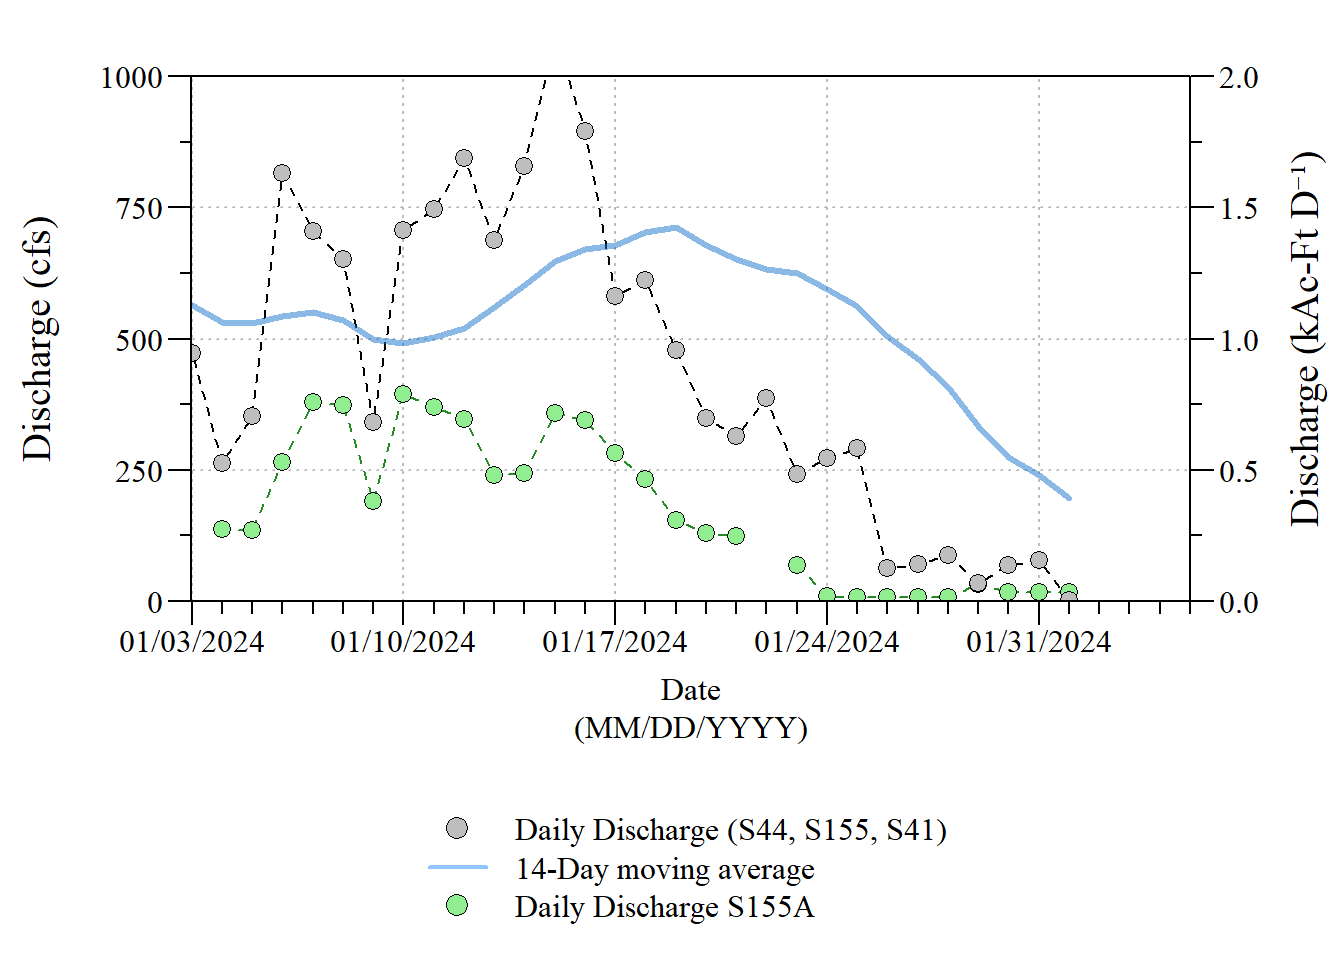 1000
750
500
250
0
Discharge (cfs)
2.0
1.5
1.0
0.5
0.0
Discharge (kAc-Ft D⁻¹)
01/03/2024 01/10/2024 01/17/2024 01/24/2024 01/31/2024
Date
(MM/DD/YYYY)
Daily Discharge (S44, S155, S41)
14-Day moving average
Daily Discharge S155A